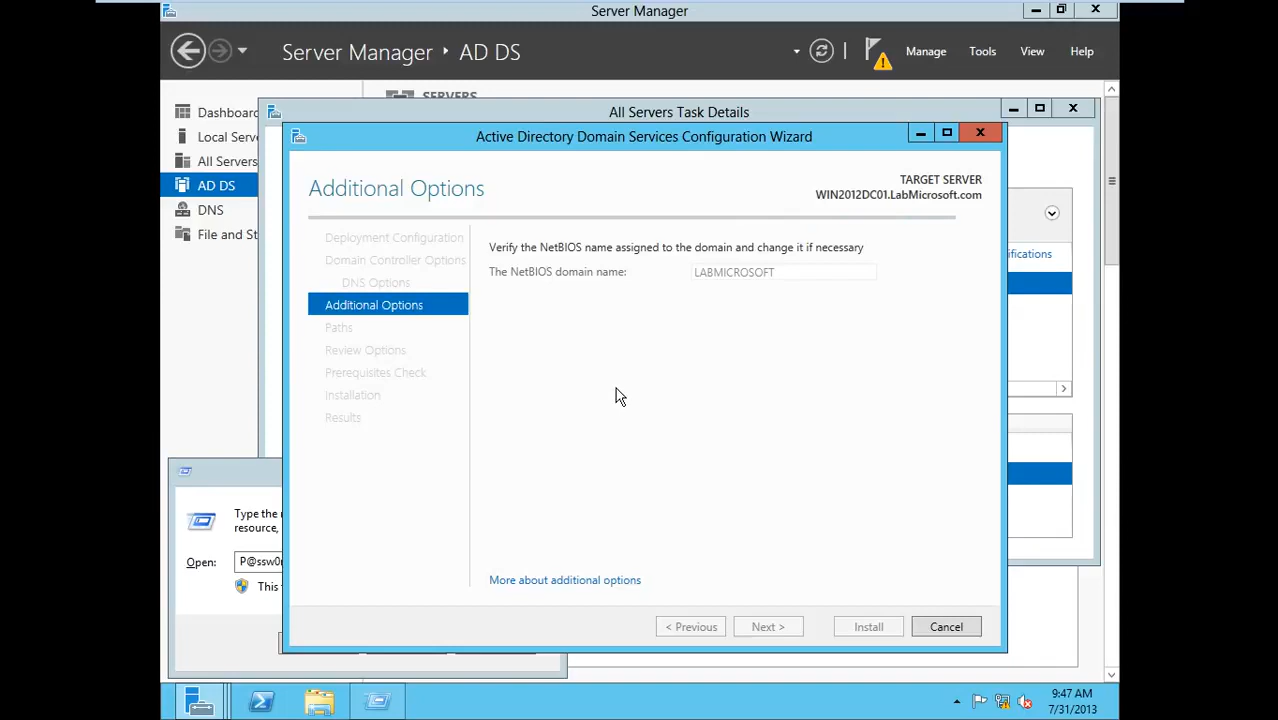 Server Manager
Server Manager • AD DS
Manage
Tools
View
Help
SERVERS
Dashboard
Local Serve
All Servers
AD DS
DNS
File and St
All Servers Task Details
Active Directory Domain Services Configuration Wizard
Additional Options
TARGET SERVER
WIN2012DC01.LabMicrosoft.com
Deployment Configuration
Domain Controller Options
DNS Options
Additional Options
Paths
Review Options
Prerequisites Check
Installation
Results
Verify the NetBIOS name assigned to the domain and change it if necessary
The NetBIOS domain name:
LABMICROSOFT
More about additional options
< Previous
Next >
Install
Cancel
ifications
Type the n
resource,
Open:
P@ssw0r
This t
9:47 AM
7/31/2013